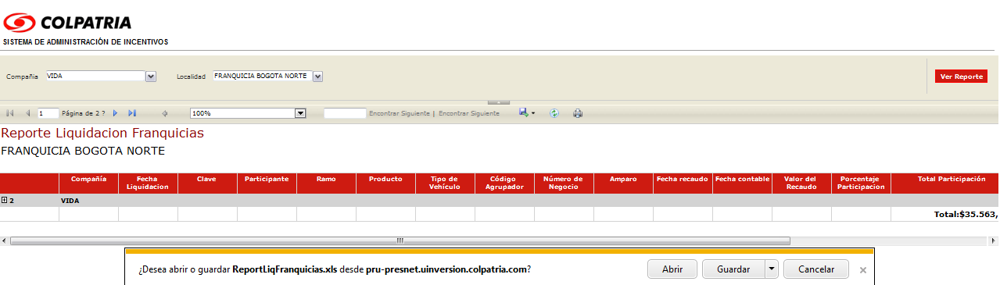 COLPATRIA
SISTEMA DE ADMINISTRACIÓN DE INCENTIVOS
Compañia VIDA Localidad FRANQUICIA BOGOTA NORTE Ver Reporte
1 Página de 2 ? 100% Encontrar Siguiente | Encontrar Siguiente
Reporte Liquidacion Franquicias
FRANQUICIA BOGOTA NORTE
Compañía Fecha Liquidacion Clave Participante Ramo Producto Tipo de Vehículo Código Agrupador Número de Negocio Amparo Fecha recaudo Fecha contable Valor del Recaudo Porcentaje Participacion Total Participación
2 VIDA
Total:$35.563,
¿Desea abrir o guardar ReportLiqFranquicias.xls desde pru-presnet.uinversion.colpatria.com? Abrir Guardar Cancelar